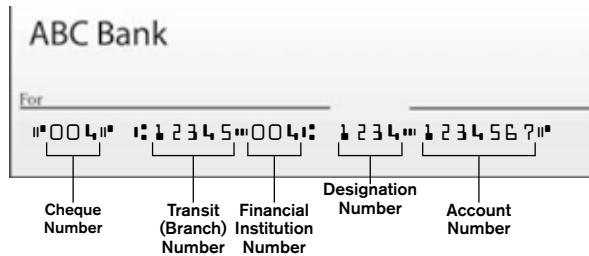 ABC Bank
For
⑈004⑈ ⑆12345⑉004⑆ 1234⑉ 1234567⑈
Cheque Number
Transit (Branch) Number
Financial Institution Number
Designation Number
Account Number